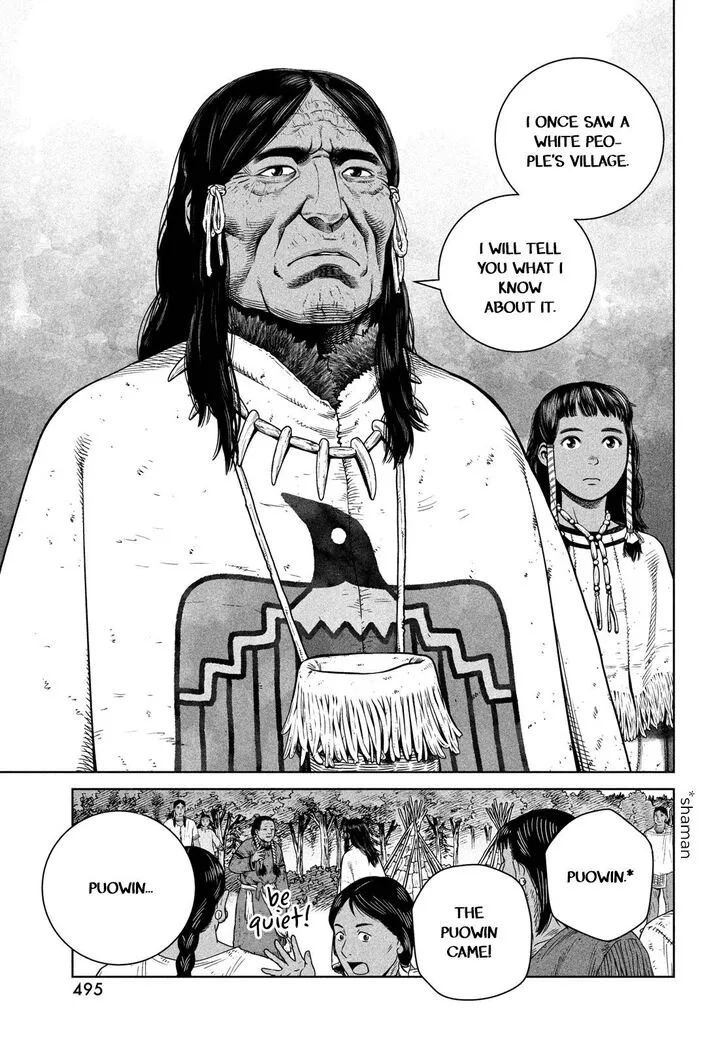 I ONCE SAW A
WHITE PEO-
PLE'S VILLAGE.
I WILL TELL
YOU WHAT I
KNOW
ABOUT IT.
*shaman
PUOWIN.*
THE
PUOWIN
CAME!
be
quiet!
PUOWIN...
495